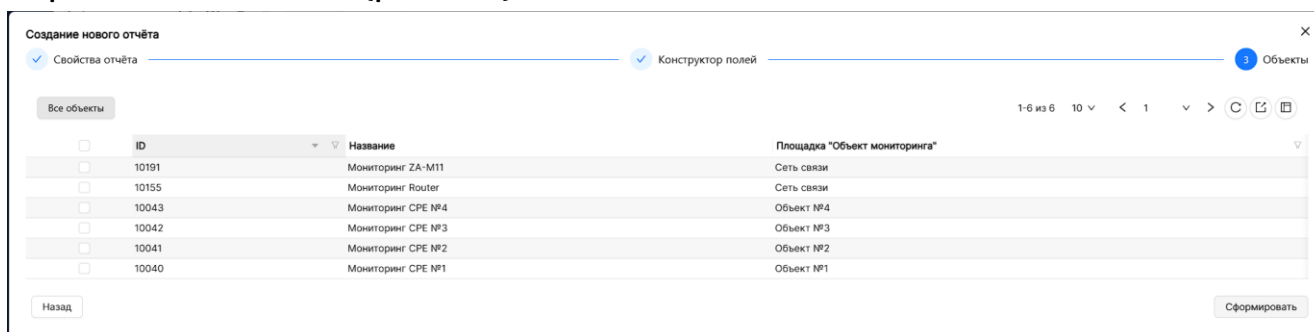 Создание нового отчёта
Свойства отчёта Конструктор полей 3 Объекты
Все объекты 1-6 из 6 10 1
ID Название Площадка "Объект мониторинга"
10191 Мониторинг ZA-M11 Сеть связи
10155 Мониторинг Router Сеть связи
10043 Мониторинг CPE №4 Объект №4
10042 Мониторинг CPE №3 Объект №3
10041 Мониторинг CPE №2 Объект №2
10040 Мониторинг CPE №1 Объект №1
Назад Сформировать